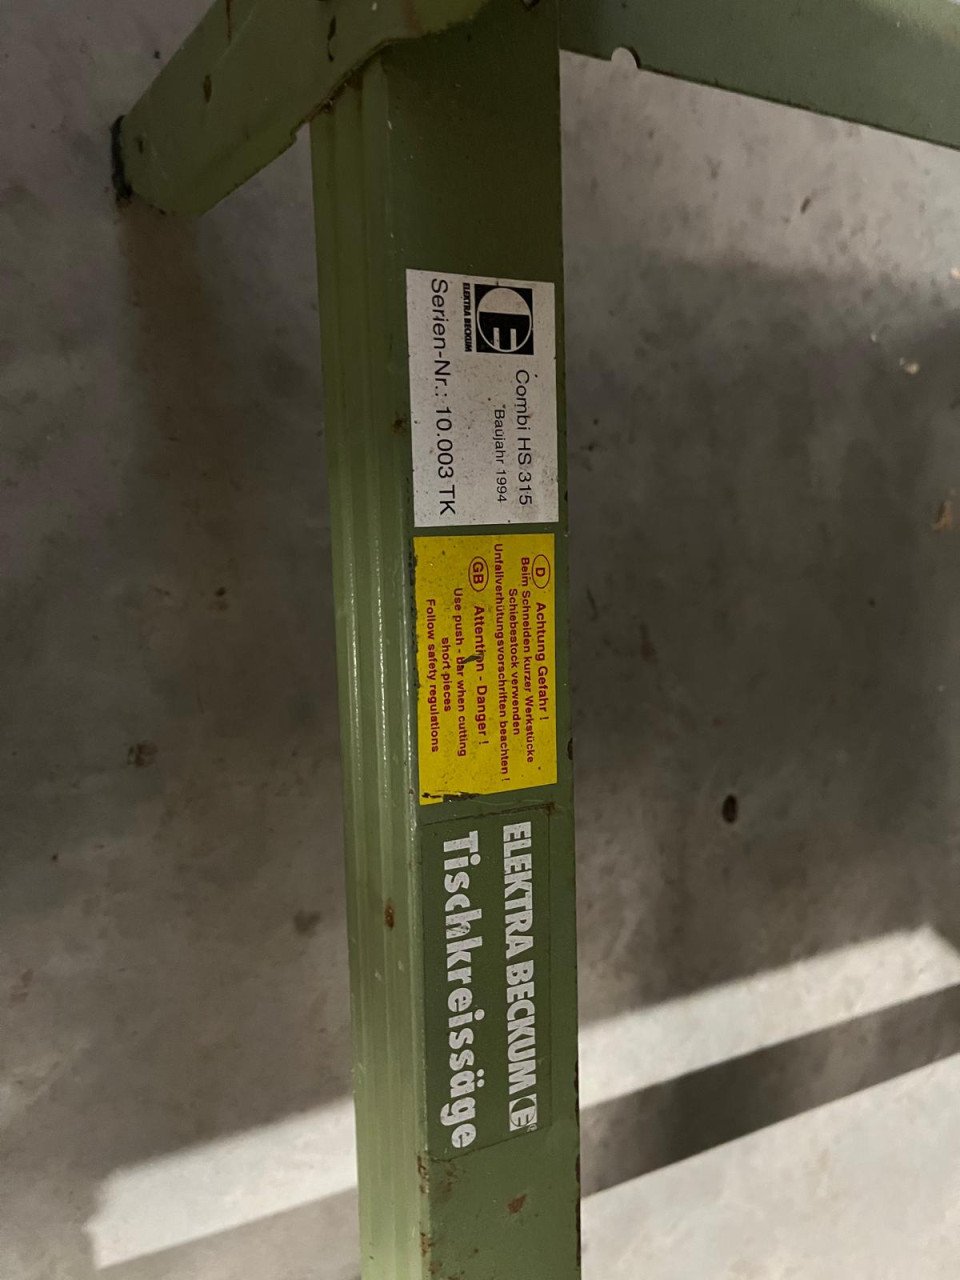 ELEKTRA BECKUM
Combi HS 315
Baujahr 1994
Serien-Nr.: 10.003 TK
D Achtung Gefahr !
Beim Schneiden kurzer Werkstücke
Schiebestock verwenden
Unfallverhütungsvorschriften beachten !
GB Attention - Danger !
Use push - bar when cutting
short pieces
Follow safety regulations
ELEKTRA BECKUM E
Tischkreissäge